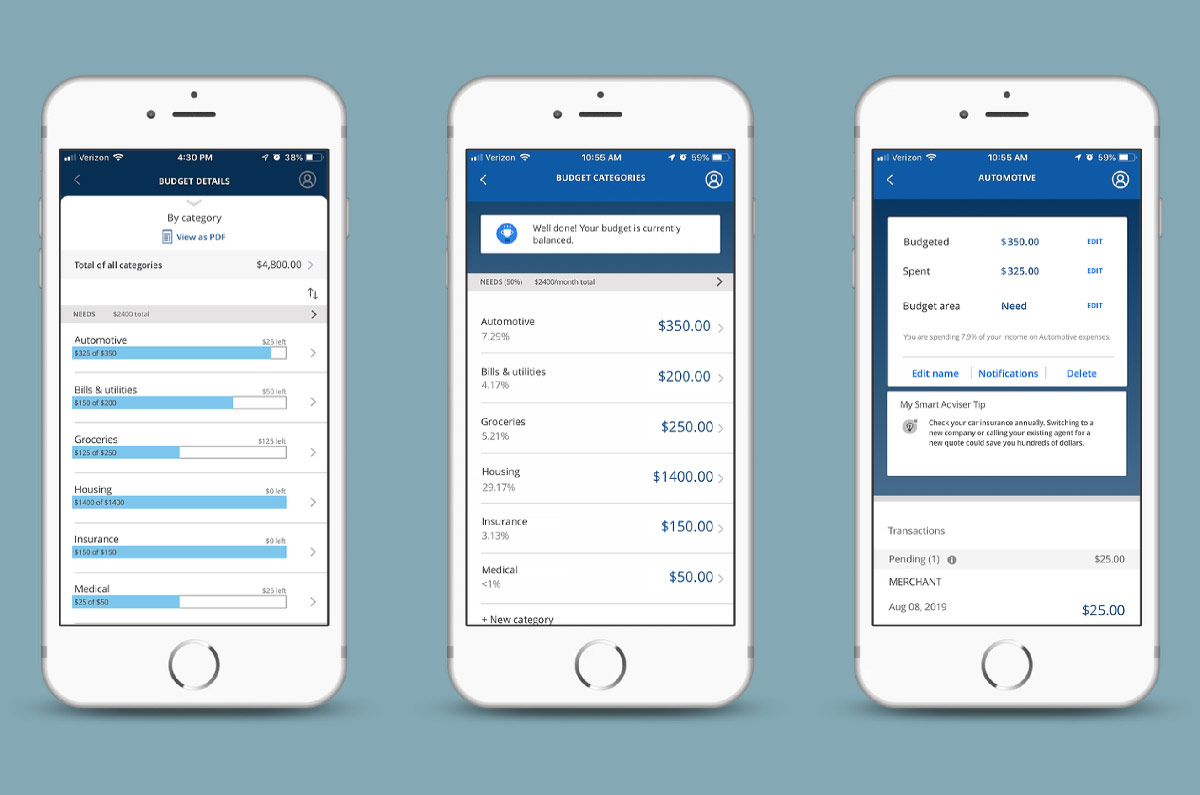 Verizon 4:30 PM 38%
BUDGET DETAILS
By category
View as PDF
Total of all categories $4,800.00
NEEDS $2400 total
Automotive $25 left
$325 of $350
Bills & utilities $50 left
$150 of $200
Groceries $125 left
$125 of $250
Housing $0 left
$1400 of $1400
Insurance $0 left
$150 of $150
Medical $25 left
$25 of $50
Verizon 10:55 AM 59%
BUDGET CATEGORIES
Well done! Your budget is currently
balanced.
NEEDS (50%) $2400/month total
Automotive $350.00
7.29%
Bills & utilities $200.00
4.17%
Groceries $250.00
5.21%
Housing $1400.00
29.17%
Insurance $150.00
3.13%
Medical $50.00
<1%
+ New category
Verizon 10:55 AM 59%
AUTOMOTIVE
Budgeted $350.00 EDIT
Spent $325.00 EDIT
Budget area Need EDIT
You are spending 7.9% of your income on Automotive expenses.
Edit name Notifications Delete
My Smart Adviser Tip
Check your car insurance annually. Switching to a
new company or calling your existing agent for a
new quote could save you hundreds of dollars.
Transactions
Pending (1) $25.00
MERCHANT
Aug 08, 2019 $25.00